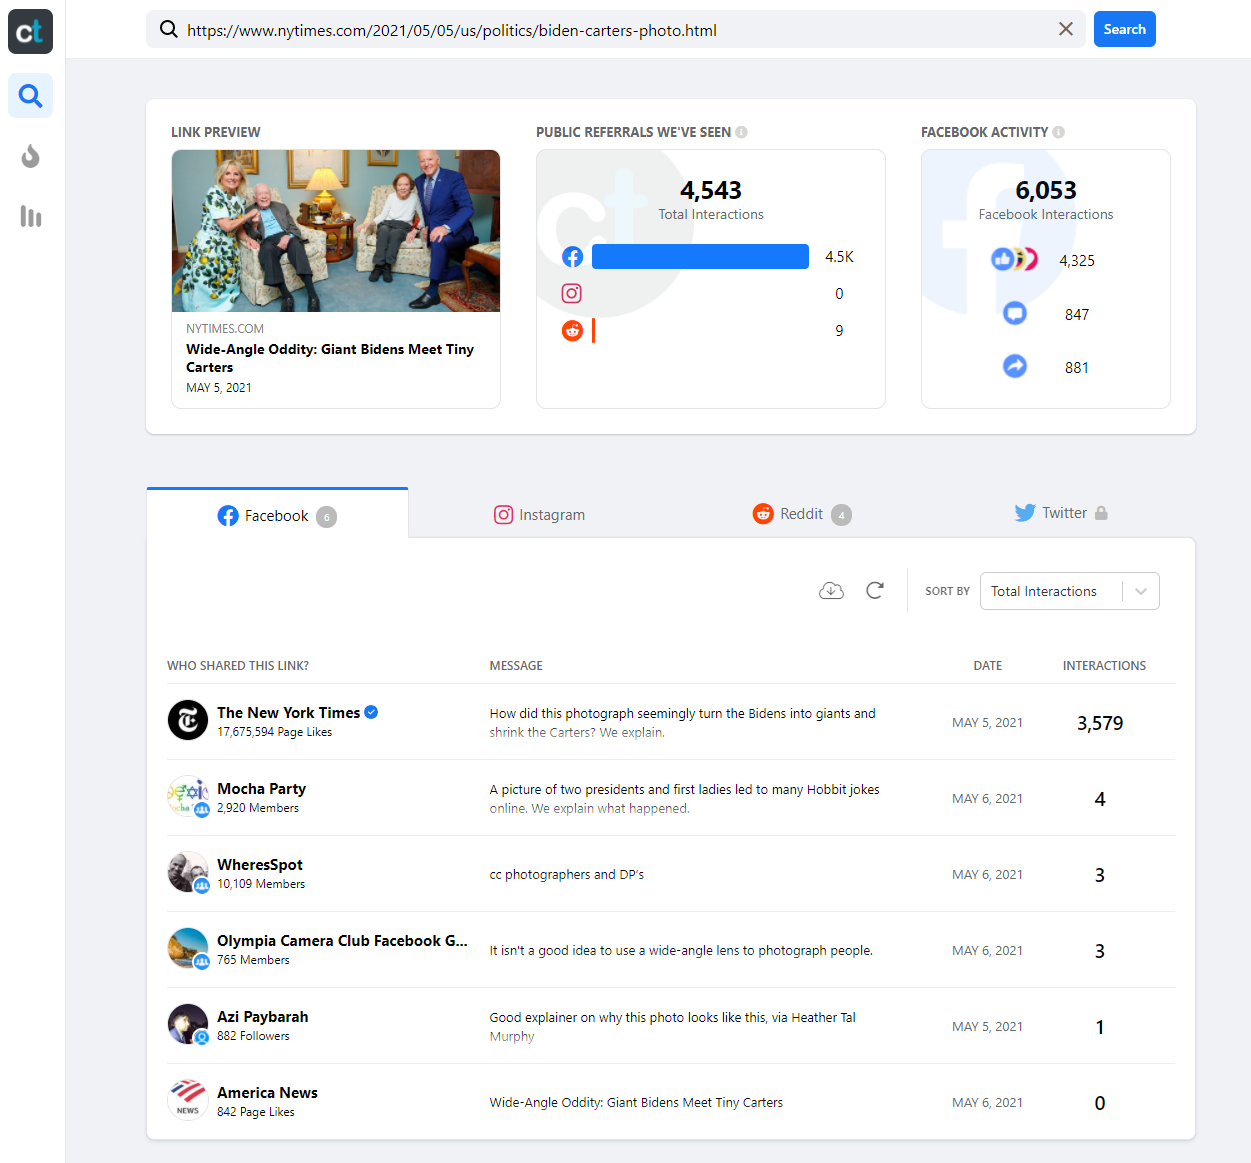 ct
https://www.nytimes.com/2021/05/05/us/politics/biden-carters-photo.html
Search
LINK PREVIEW
NYTIMES.COM
Wide-Angle Oddity: Giant Bidens Meet Tiny
Carters
MAY 5, 2021
PUBLIC REFERRALS WE'VE SEEN
ct
4,543
Total Interactions
4.5K
0
9
FACEBOOK ACTIVITY
6,053
Facebook Interactions
4,325
847
881
Facebook 6
Instagram
Reddit 4
Twitter
SORT BY Total Interactions
WHO SHARED THIS LINK? MESSAGE DATE INTERACTIONS
The New York Times
17,675,594 Page Likes
How did this photograph seemingly turn the Bidens into giants and
shrink the Carters? We explain.
MAY 5, 2021
3,579
Mocha Party
2,920 Members
A picture of two presidents and first ladies led to many Hobbit jokes
online. We explain what happened.
MAY 6, 2021
4
WheresSpot
10,109 Members
cc photographers and DP's
MAY 6, 2021
3
Olympia Camera Club Facebook G...
765 Members
It isn't a good idea to use a wide-angle lens to photograph people.
MAY 6, 2021
3
Azi Paybarah
882 Followers
Good explainer on why this photo looks like this, via Heather Tal
Murphy
MAY 5, 2021
1
NEWS
America News
842 Page Likes
Wide-Angle Oddity: Giant Bidens Meet Tiny Carters
MAY 6, 2021
0